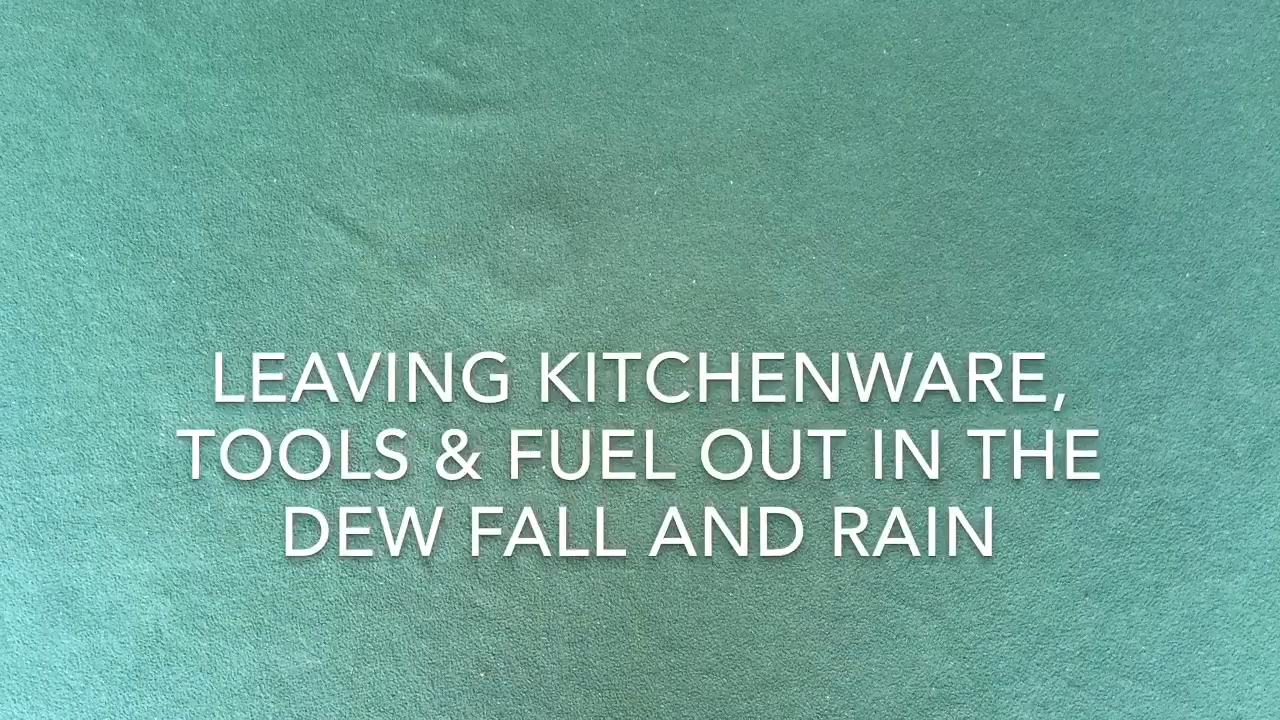 LEAVING KITCHENWARE,
TOOLS & FUEL OUT IN THE
DEW FALL AND RAIN